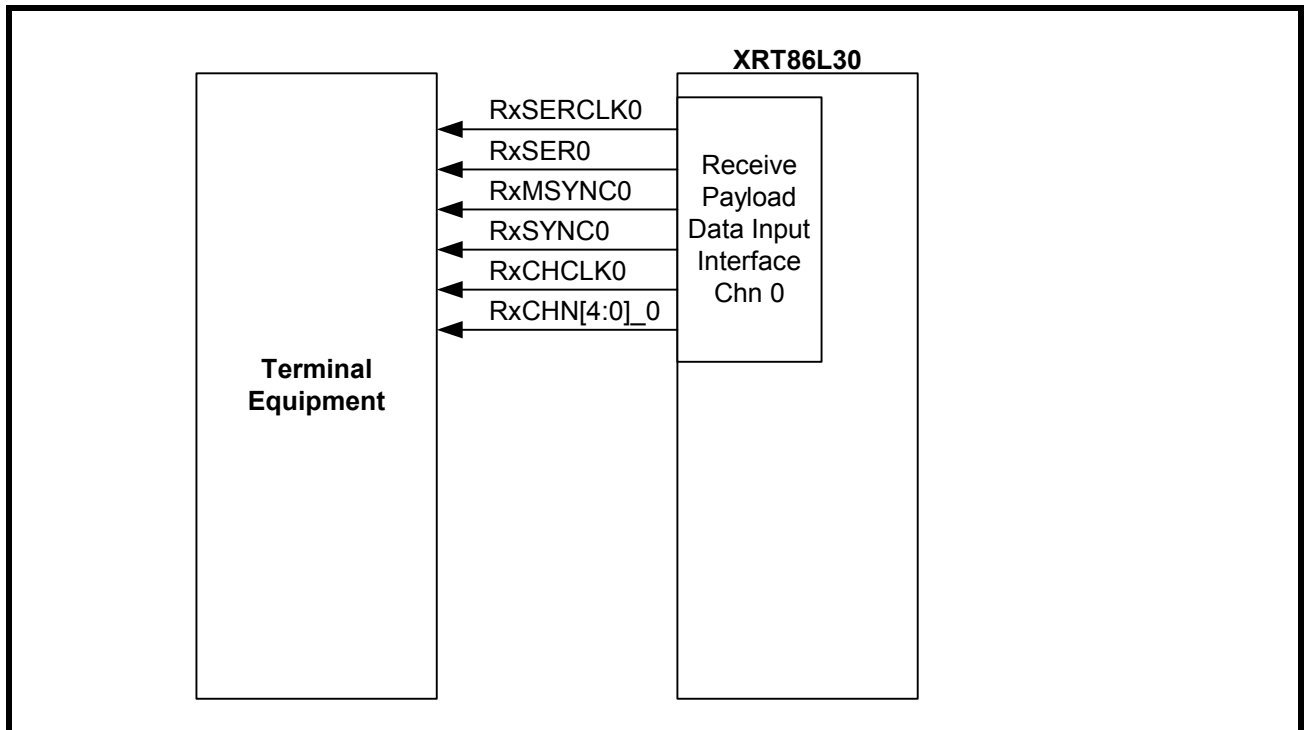 XRT86L30
RxSERCLK0
RxSER0
RxMSYNC0
RxSYNC0
RxCHCLK0
RxCHN[4:0]_0
Receive
Payload
Data Input
Interface
Chn 0
Terminal
Equipment